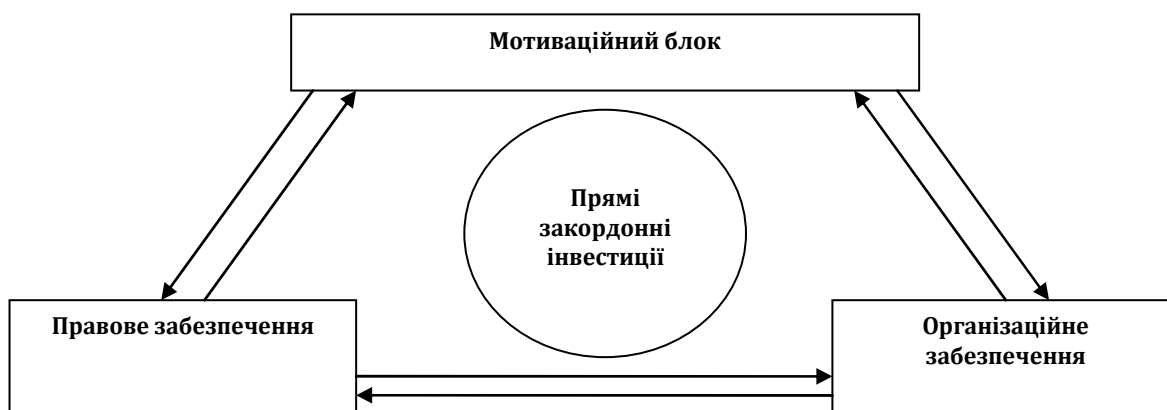 Мотиваційний блок
Прямі
закордонні
інвестиції
Правове забезпечення
Організаційне
забезпечення